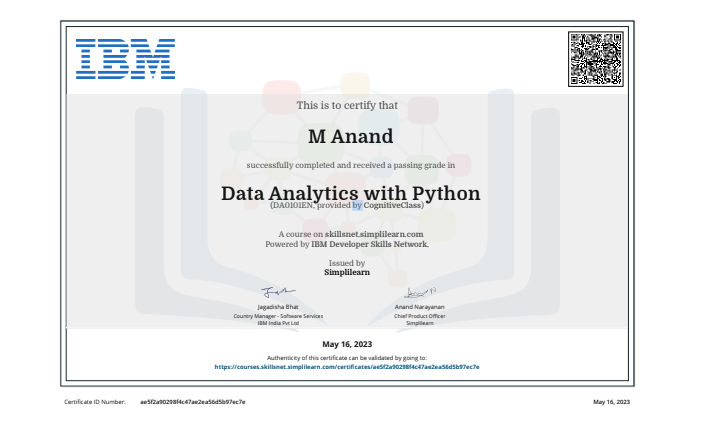 IBM
This is to certify that
M Anand
successfully completed and received a passing grade in
Data Analytics with Python
(DA0101EN, provided by CognitiveClass)
A course on skillsnet.simplilearn.com
Powered by IBM Developer Skills Network.
Issued by
Simplilearn
Jagadisha Bhat
Country Manager - Software Services
IBM India Pvt Ltd
Anand Narayanan
Chief Product Officer
Simplilearn
May 16, 2023
Authenticity of this certificate can be validated by going to:
https://courses.skillsnet.simplilearn.com/certificates/ae5f2a90298f4c47ae2ea56d5b97ec7e
Certificate ID Number: ae5f2a90298f4c47ae2ea56d5b97ec7e May 16, 2023